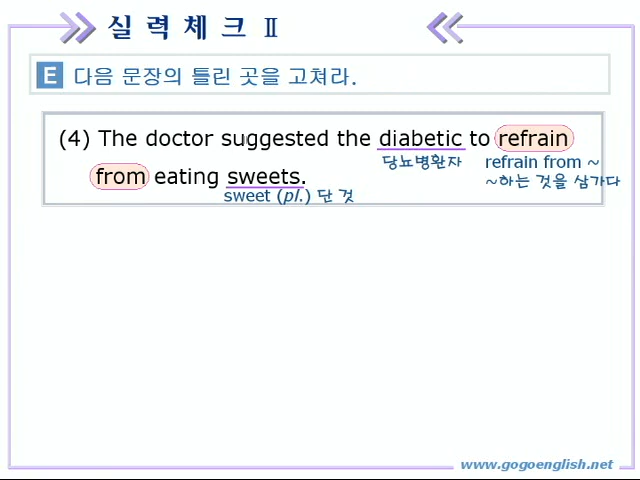 실 력 체 크 Ⅱ
E 다음 문장의 틀린 곳을 고쳐라.
(4) The doctor suggested the diabetic to refrain
당뇨병환자 refrain from ~
from eating sweets. ~하는 것을 삼가다
sweet (pl.) 단 것
www.gogoenglish.net